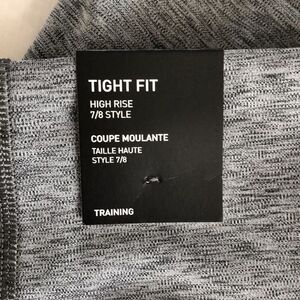 TIGHT FIT
HIGH RISE
7/8 STYLE
COUPE MOULANTE
TAILLE HAUTE
STYLE 7/8
TRAINING